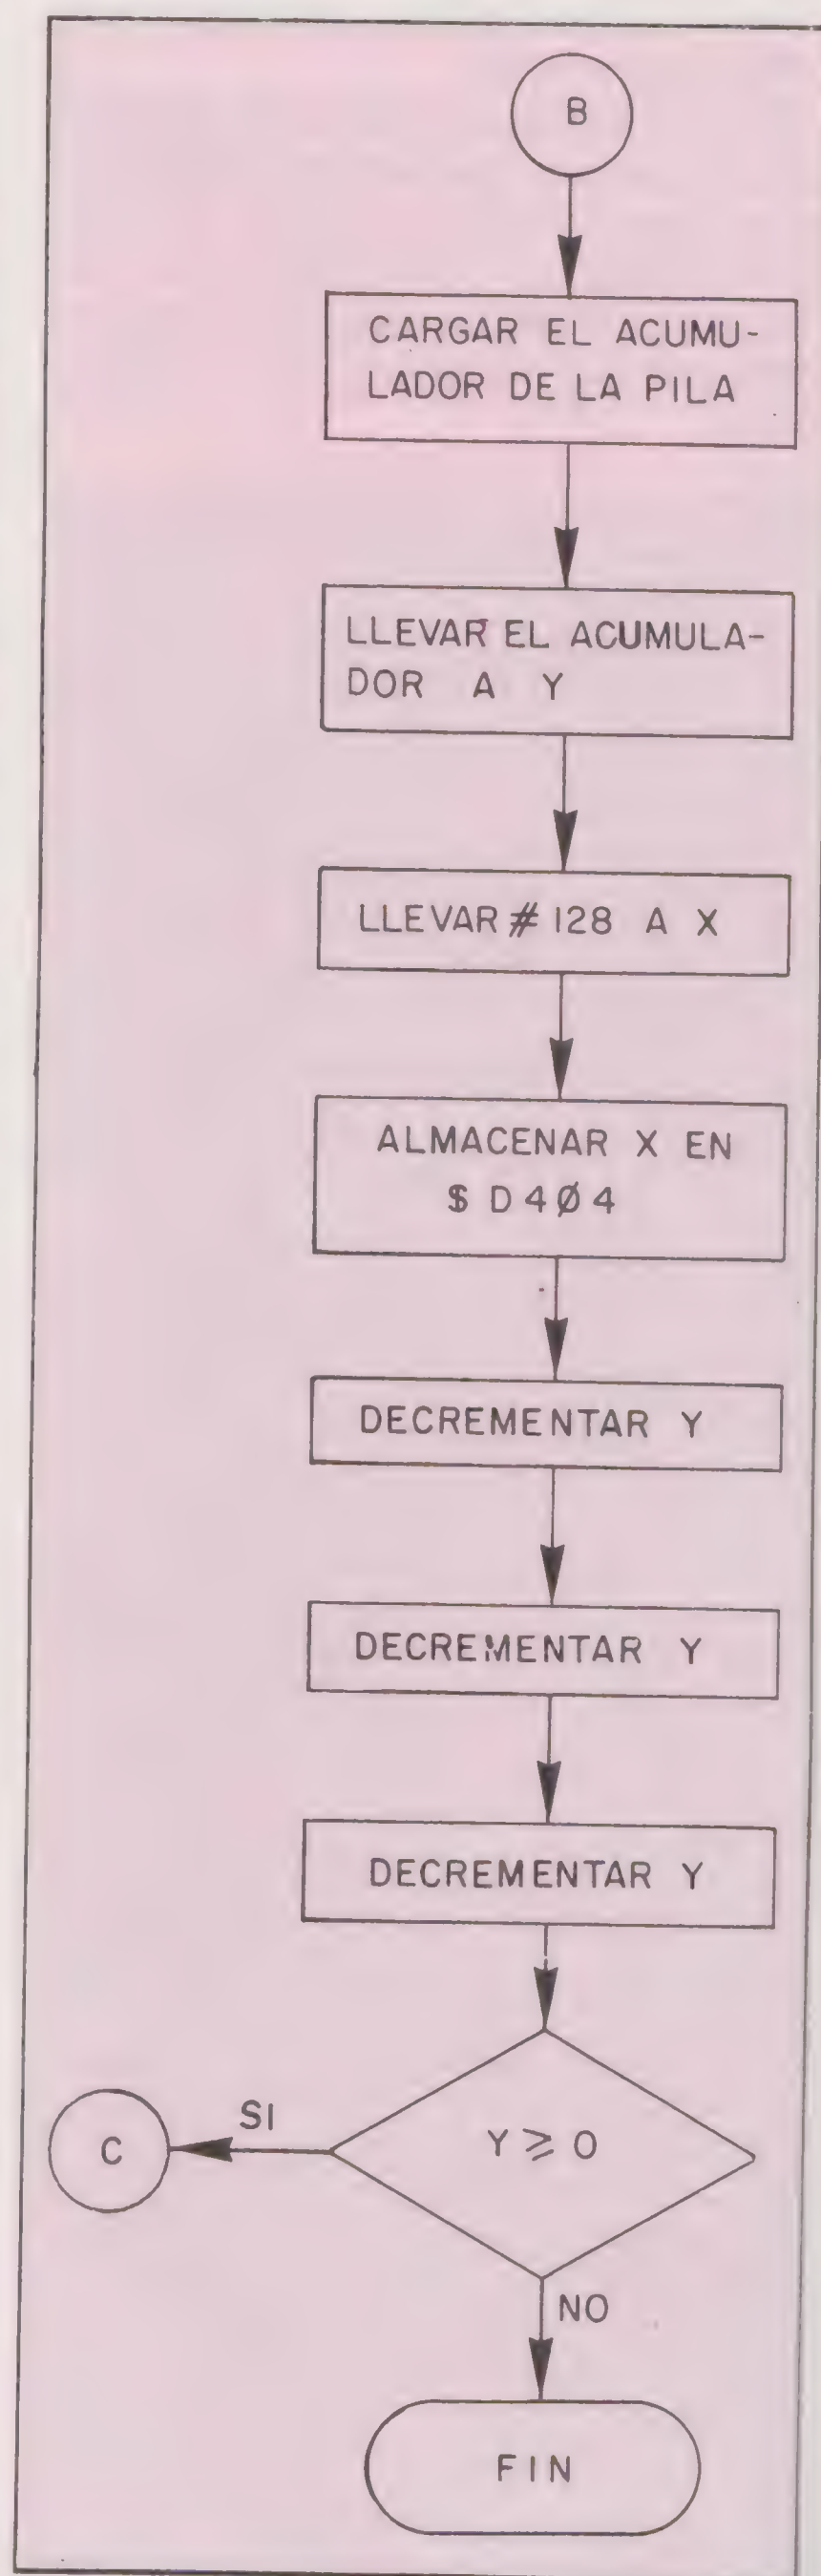 B
CARGAR EL ACUMU-
LADOR DE LA PILA
LLEVAR EL ACUMULA-
DOR A Y
LLEVAR # 128 A X
ALMACENAR X EN
$ D4Ø4
DECREMENTAR Y
DECREMENTAR Y
DECREMENTAR Y
Y ⩾ 0
SI
C
NO
FIN